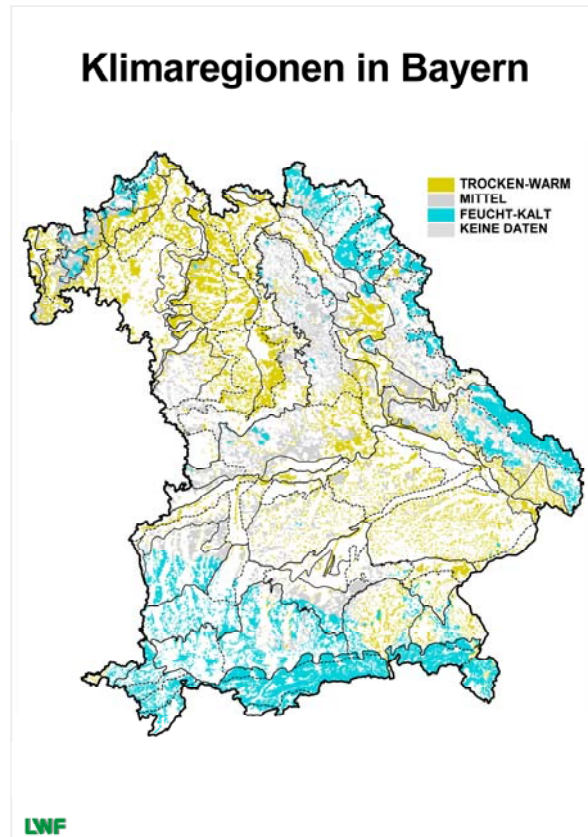 Klimaregionen in Bayern
TROCKEN-WARM
MITTEL
FEUCHT-KALT
KEINE DATEN
LWF